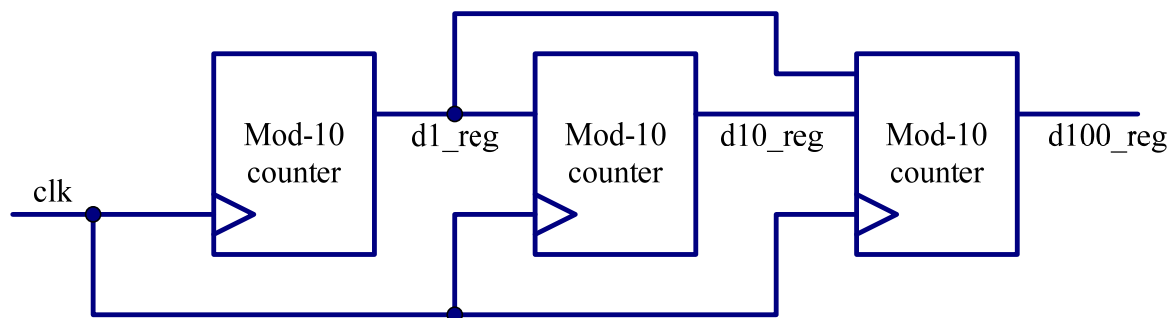 clk
Mod-10
counter
d1_reg
Mod-10
counter
d10_reg
Mod-10
counter
d100_reg